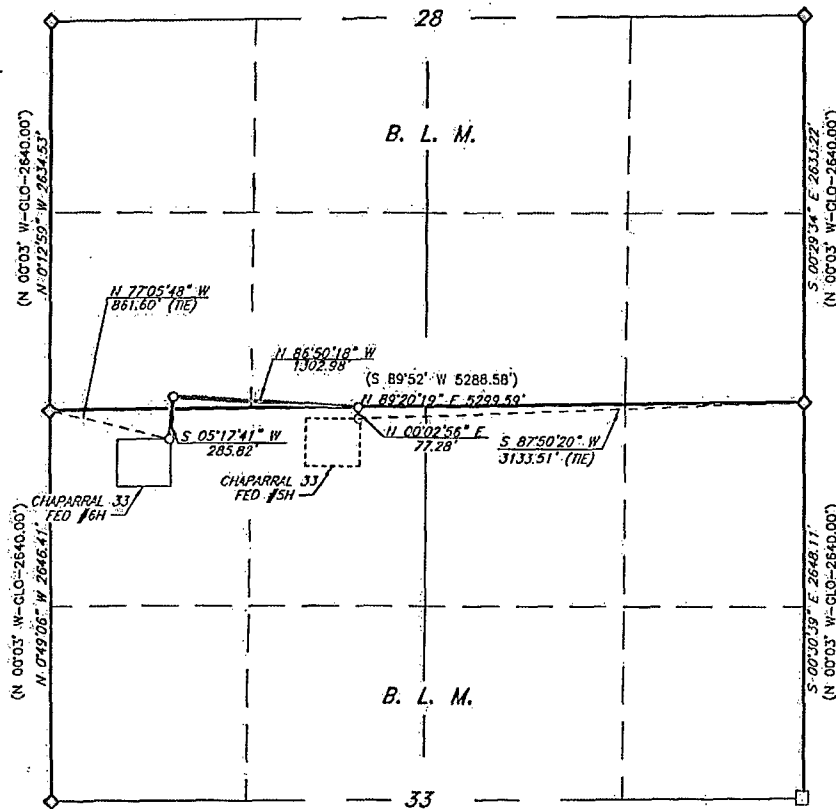 28
B. L. M.
(N 00°03' W-GLO-2640.00')
N 0°12'59" W 2634.53'
S 00°29'34" E 2633.22'
(N 00°03' W-GLO-2640.00')
N 77°05'48" W
861.60' (TIE)
N 86°50'18" W
1302.98'
(S 89°52' W 5288.58')
N 89°20'19" E 5299.59'
S 05°17'41" W
285.82'
N 00°02'56" E
77.28'
S 87°50'20" W
3133.51' (TIE)
CHAPARRAL 33
FED #6H
CHAPARRAL 33
FED #5H
(N 00°03' W-GLO-2640.00')
N 0°49'06" W 2646.41'
S 00°30'39" E 2648.11'
(N 00°03' W-GLO-2640.00')
B. L. M.
33